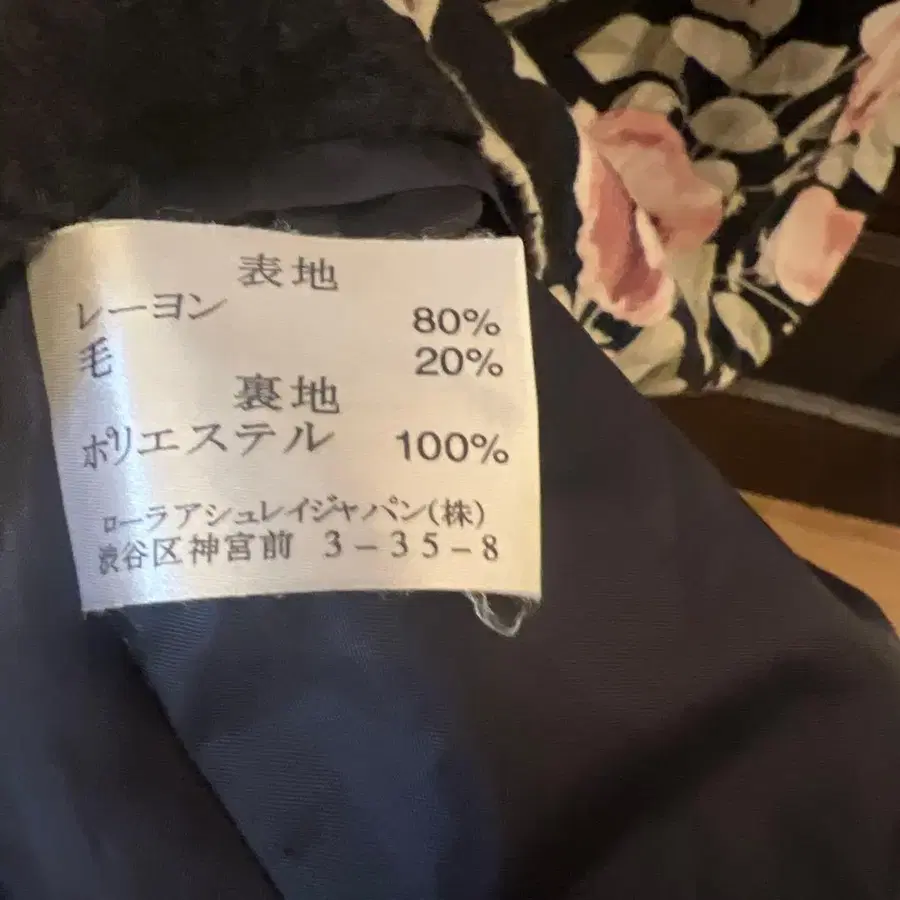 表地
レーヨン 80%
毛 20%
裏地
ポリエステル 100%
ローラアシュレイジャパン(株)
渋谷区神宮前 3-35-8